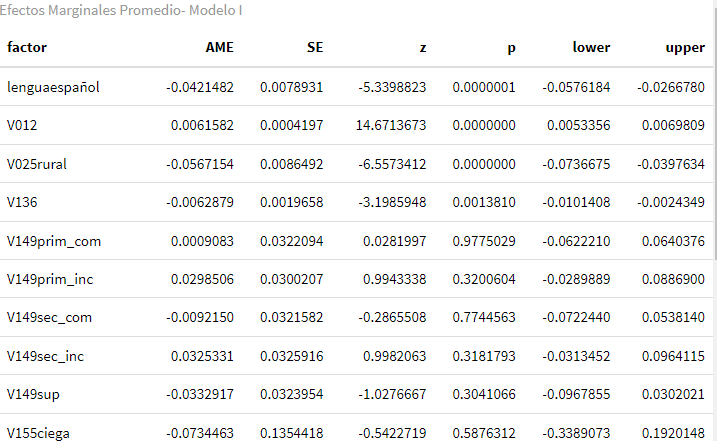 Efectos Marginales Promedio- Modelo I
factor AME SE z p lower upper
lenguaespañol -0.0421482 0.0078931 -5.3398823 0.0000001 -0.0576184 -0.0266780
V012 0.0061582 0.0004197 14.6713673 0.0000000 0.0053356 0.0069809
V025rural -0.0567154 0.0086492 -6.5573412 0.0000000 -0.0736675 -0.0397634
V136 -0.0062879 0.0019658 -3.1985948 0.0013810 -0.0101408 -0.0024349
V149prim_com 0.0009083 0.0322094 0.0281997 0.9775029 -0.0622210 0.0640376
V149prim_inc 0.0298506 0.0300207 0.9943338 0.3200604 -0.0289889 0.0886900
V149sec_com -0.0092150 0.0321582 -0.2865508 0.7744563 -0.0722440 0.0538140
V149sec_inc 0.0325331 0.0325916 0.9982063 0.3181793 -0.0313452 0.0964115
V149sup -0.0332917 0.0323954 -1.0276667 0.3041066 -0.0967855 0.0302021
V155ciega -0.0734463 0.1354418 -0.5422719 0.5876312 -0.3389073 0.1920148